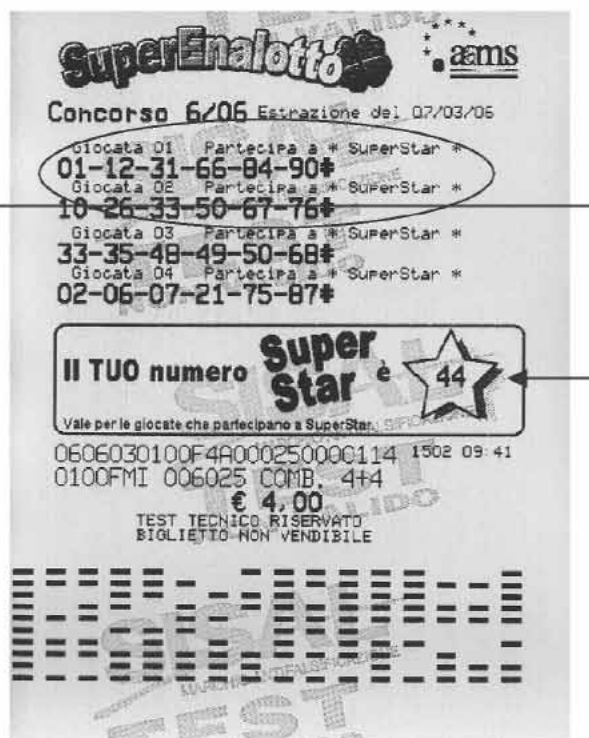 SuperEnalotto
aams
Concorso 6/06 Estrazione del 07/03/06
Giocata 01 Partecipa a * SuperStar *
01-12-31-66-84-90#
Giocata 02 Partecipa a * SuperStar *
10-26-33-50-67-76#
Giocata 03 Partecipa a * SuperStar *
33-35-48-49-50-68#
Giocata 04 Partecipa a * SuperStar *
02-06-07-21-75-87#
Il TUO numero Super Star è 44
Vale per le giocate che partecipano a SuperStar
0606030100F4A000250000114 1502 09:41
0100FMI 006025 COMB. 4+4
€ 4,00
TEST TECNICO RISERVATO
BIGLIETTO NON VENDIBILE
SISAL
MARCHIO ANTIFALSIFICAZIONE
TEST